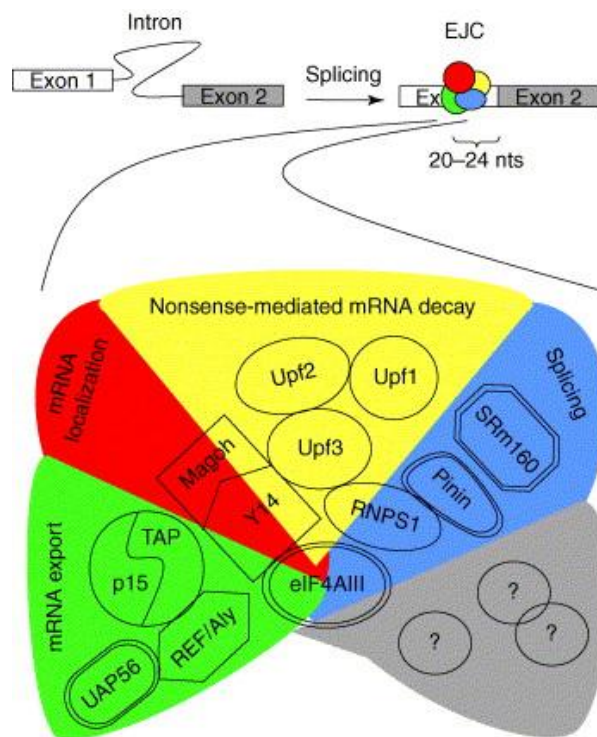 Intron
EJC
Exon 1
Exon 2
Splicing
Ex
Exon 2
20–24 nts
Nonsense-mediated mRNA decay
mRNA
localization
Splicing
Upf2
Upf1
SRm160
Magoh
Upf3
Pinin
Y14
RNPS1
TAP
p15
eIF4AIII
mRNA export
REF/Aly
UAP56
?
?
?